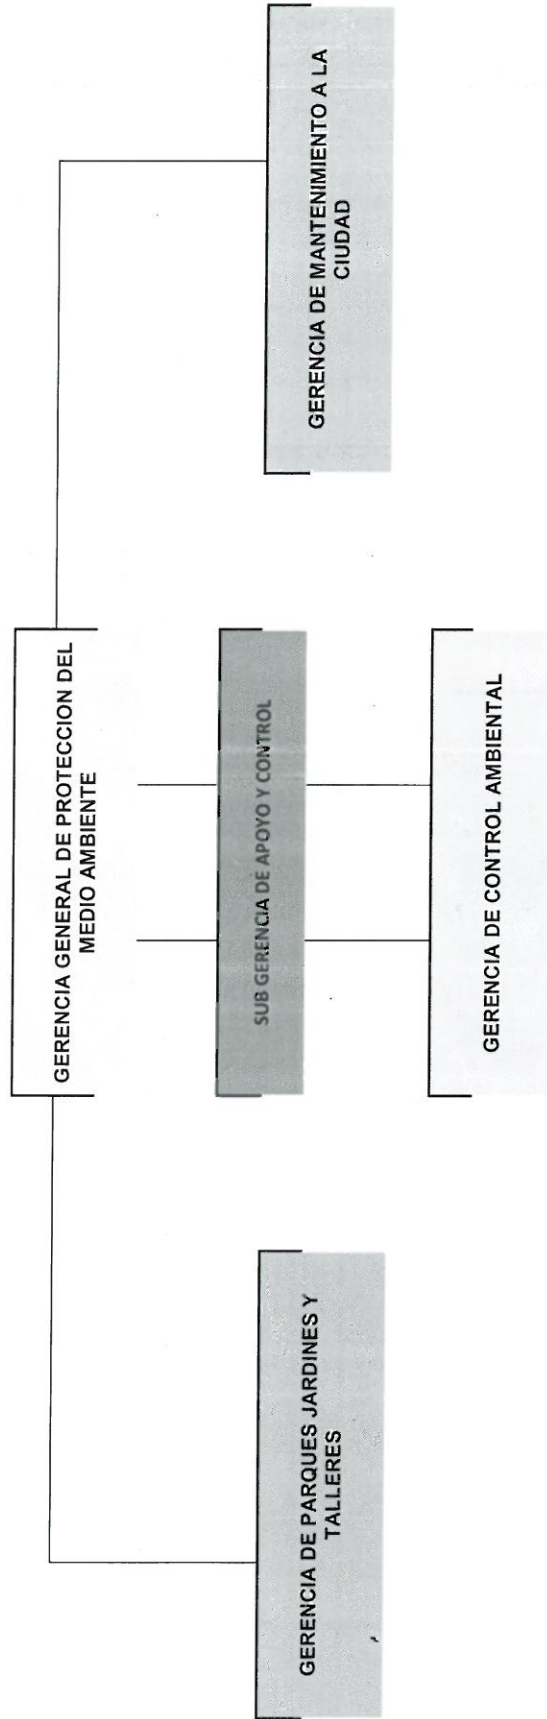 GERENCIA GENERAL DE PROTECCION DEL
MEDIO AMBIENTE
SUB GERENCIA DE APOYO Y CONTROL
GERENCIA DE PARQUES JARDINES Y
TALLERES
GERENCIA DE MANTENIMIENTO A LA
CIUDAD
GERENCIA DE CONTROL AMBIENTAL